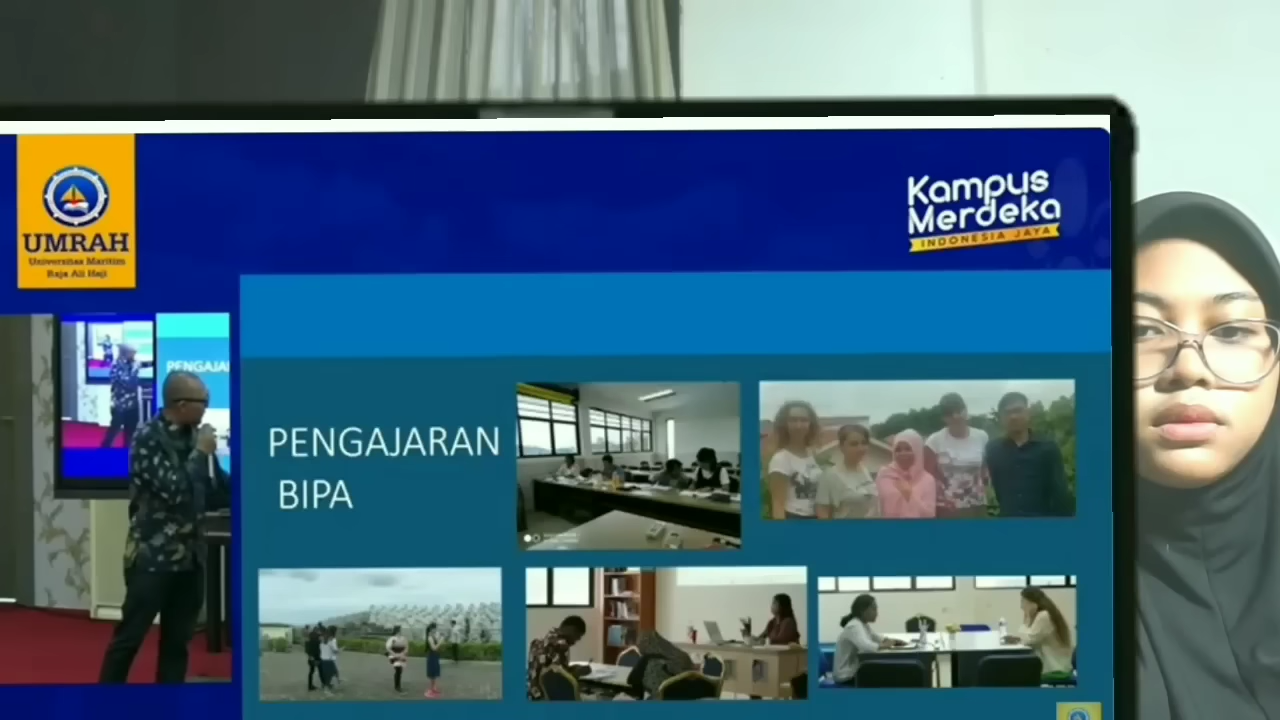 UMRAH
Universitas Maritim
Raja Ali Haji
Kampus
Merdeka
INDONESIA JAYA
PENGAJA
PENGAJARAN
BIPA